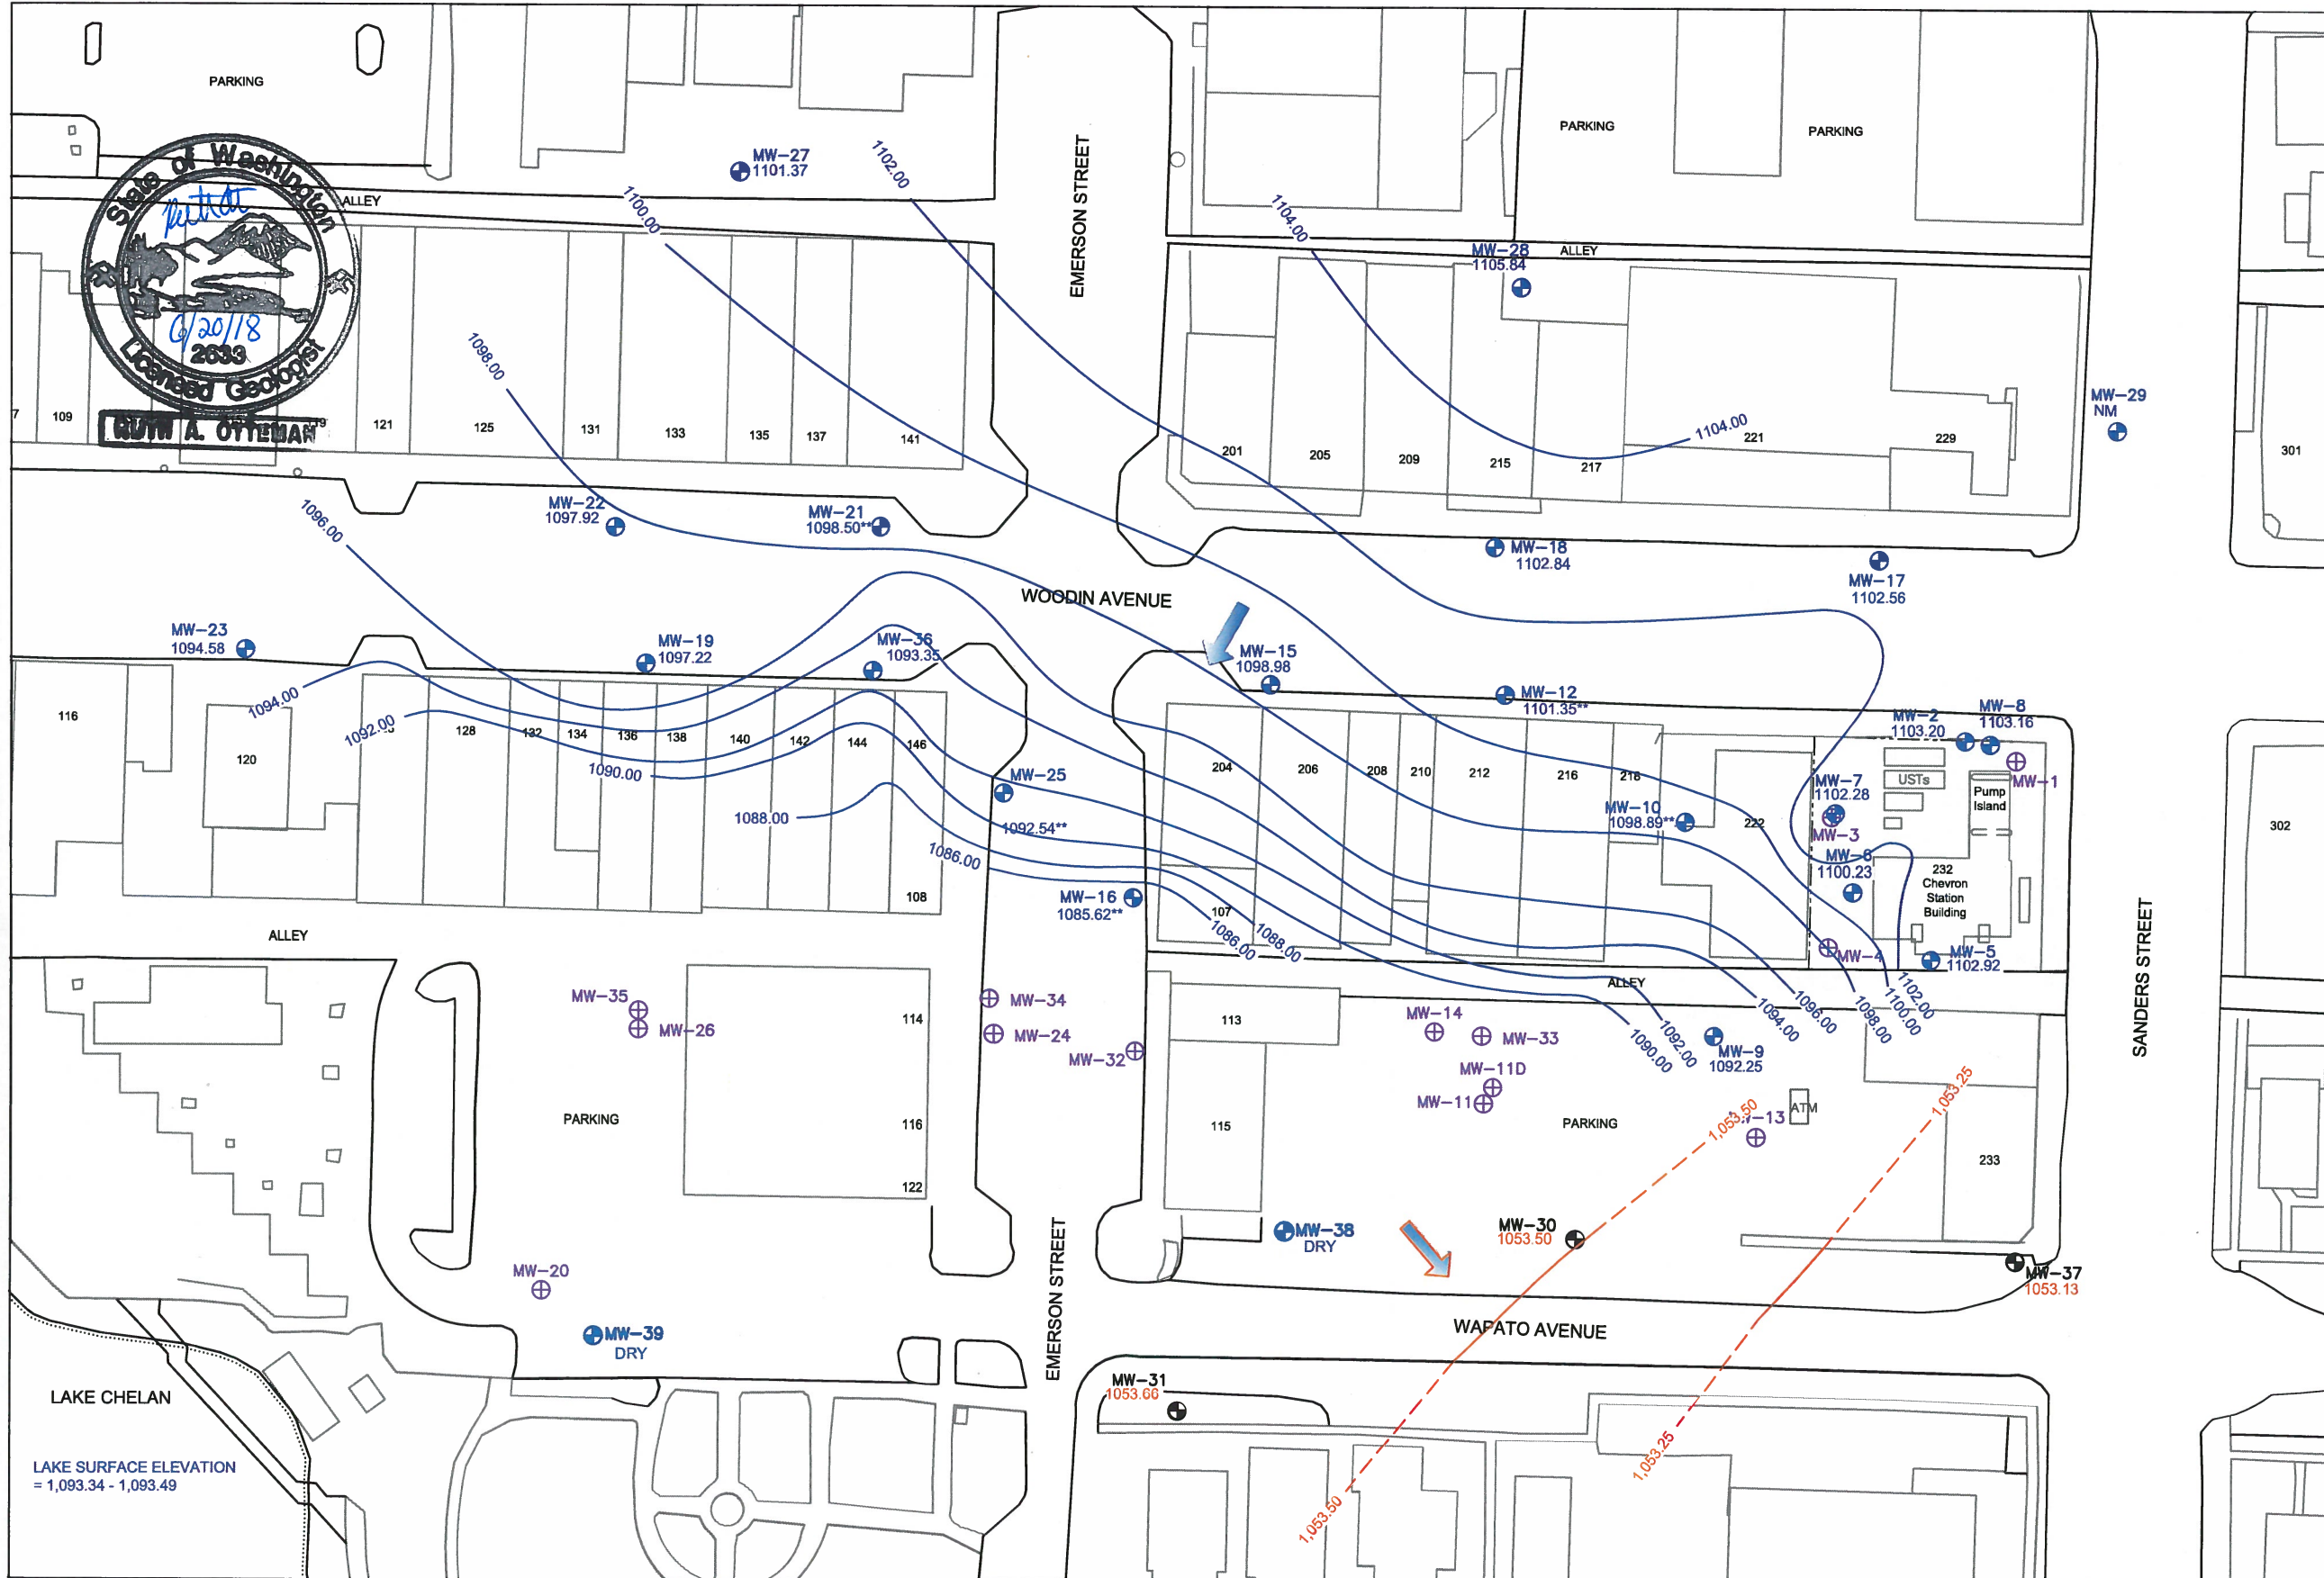 PARKING
MW-27
1101.37
1102.00
EMERSON STREET
PARKING
PARKING
State of Washington
6/20/18
2633
Licensed Geologist
RUTH A. OTTEMAN
ALLEY
1100.00
1104.00
MW-28
1105.84
ALLEY
1098.00
MW-29
NM
7
109
119
121
125
131
133
135
137
141
201
205
209
215
217
1104.00
221
229
301
1096.00
MW-22
1097.92
MW-21
1098.50**
MW-18
1102.84
MW-17
1102.56
WOODIN AVENUE
MW-23
1094.58
MW-19
1097.22
MW-36
1093.35
MW-15
1098.98
MW-12
1101.35**
MW-2
1103.20
MW-8
1103.16
1094.00
1092.00
116
120
128
132
134
136
138
140
142
144
146
1090.00
1088.00
1086.00
MW-25
1092.54**
204
206
208
210
212
216
218
222
MW-10
1098.89**
MW-7
1102.28
MW-3
USTs
Pump
Island
MW-1
MW-6
1100.23
232
Chevron
Station
Building
302
108
MW-16
1085.62**
107
1086.00
1088.00
MW-4
MW-5
1102.92
SANDERS STREET
ALLEY
ALLEY
MW-35
MW-26
MW-34
MW-24
MW-32
114
113
MW-14
MW-33
MW-11D
MW-11
1090.00
1092.00
1094.00
1096.00
1098.00
1100.00
1102.00
MW-9
1092.25
PARKING
116
115
PARKING
1,053.50
-13
ATM
1,053.25
233
122
MW-20
MW-39
DRY
EMERSON STREET
MW-38
DRY
MW-30
1053.50
MW-37
1053.13
WAPATO AVENUE
MW-31
1053.66
LAKE CHELAN
LAKE SURFACE ELEVATION
= 1,093.34 - 1,093.49
1,053.50
1,053.25